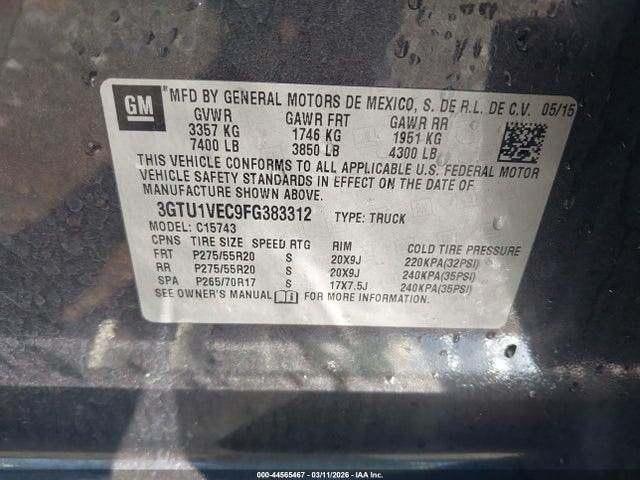 GM MFD BY GENERAL MOTORS DE MEXICO, S. DE R.L. DE C.V. 05/15
GVWR GAWR FRT GAWR RR
3357 KG 1746 KG 1951 KG
7400 LB 3850 LB 4300 LB
THIS VEHICLE CONFORMS TO ALL APPLICABLE U.S. FEDERAL MOTOR
VEHICLE SAFETY STANDARDS IN EFFECT ON THE DATE OF
MANUFACTURE SHOWN ABOVE.
3GTU1VEC9FG383312 TYPE: TRUCK
MODEL: C15743
CPNS TIRE SIZE SPEED RTG RIM COLD TIRE PRESSURE
FRT P275/55R20 S 20X9J 220KPA(32PSI)
RR P275/55R20 S 20X9J 240KPA(35PSI)
SPA P265/70R17 S 17X7.5J 240KPA(35PSI)
SEE OWNER'S MANUAL FOR MORE INFORMATION.
000-44565467 - 03/11/2026 - IAA, Inc.